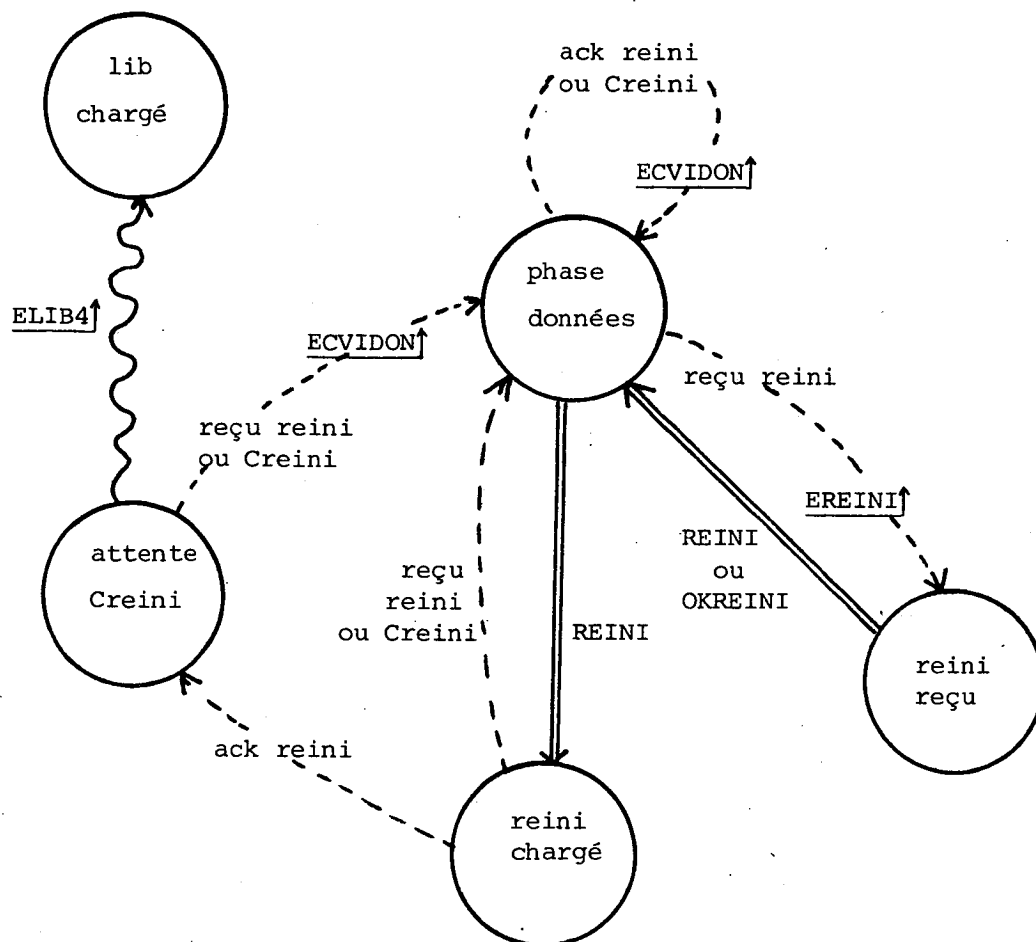 lib
chargé
ack reini
ou Creini
ECVIDON↑
phase
données
ELIB4↑
ECVIDON↑
reçu reini
reçu reini
ou Creini
EREINI↑
attente
Creini
reçu
reini
ou Creini
REINI
REINI
ou
OKREINI
reini
reçu
ack reini
reini
chargé